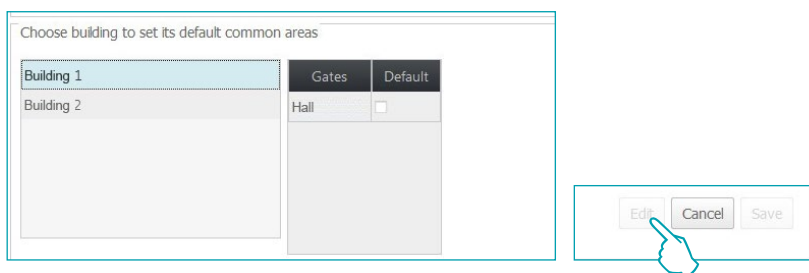 Choose building to set its default common areas
Building 1
Building 2
Gates Default
Hall
Edit Cancel Save